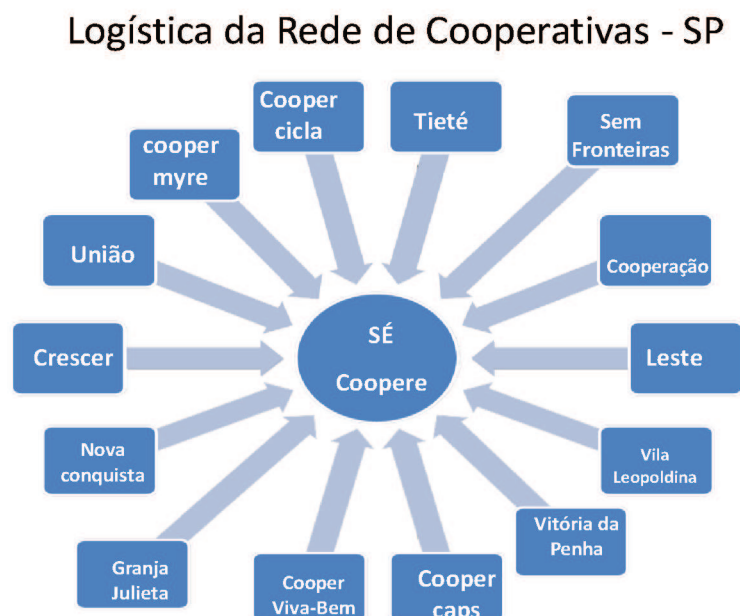 Logística da Rede de Cooperativas - SP
Cooper
cicla
Tieté
Sem
Fronteiras
cooper
myre
União
Cooperação
SÉ
Coopere
Crescer
Leste
Nova
conquista
Vila
Leopoldina
Vitória da
Penha
Granja
Julieta
Cooper
Viva-Bem
Cooper
caps